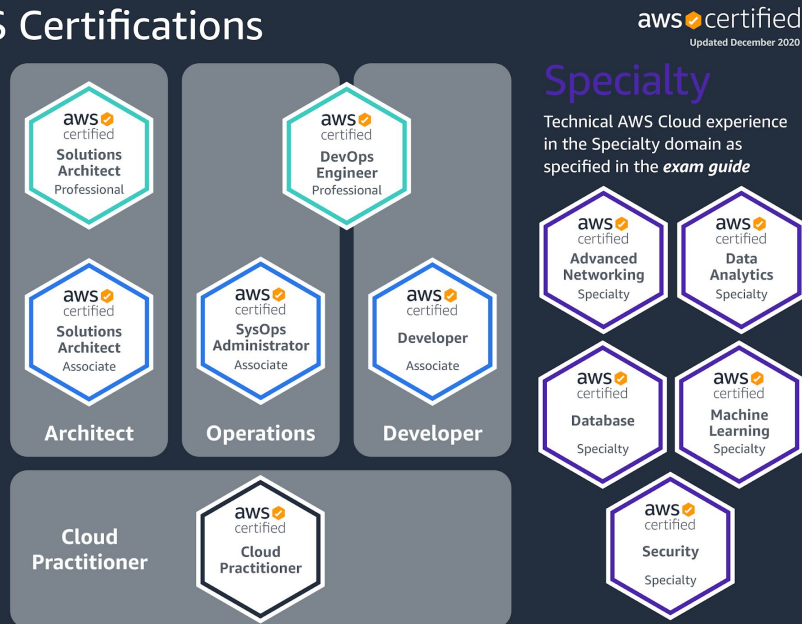 S Certifications
aws certified
Updated December 2020
aws
certified
Solutions
Architect
Professional
aws
certified
DevOps
Engineer
Professional
aws
certified
Solutions
Architect
Associate
aws
certified
SysOps
Administrator
Associate
aws
certified
Developer
Associate
Architect
Operations
Developer
Cloud
Practitioner
aws
certified
Cloud
Practitioner
Specialty
Technical AWS Cloud experience
in the Specialty domain as
specified in the exam guide
aws
certified
Advanced
Networking
Specialty
aws
certified
Data
Analytics
Specialty
aws
certified
Database
Specialty
aws
certified
Machine
Learning
Specialty
aws
certified
Security
Specialty